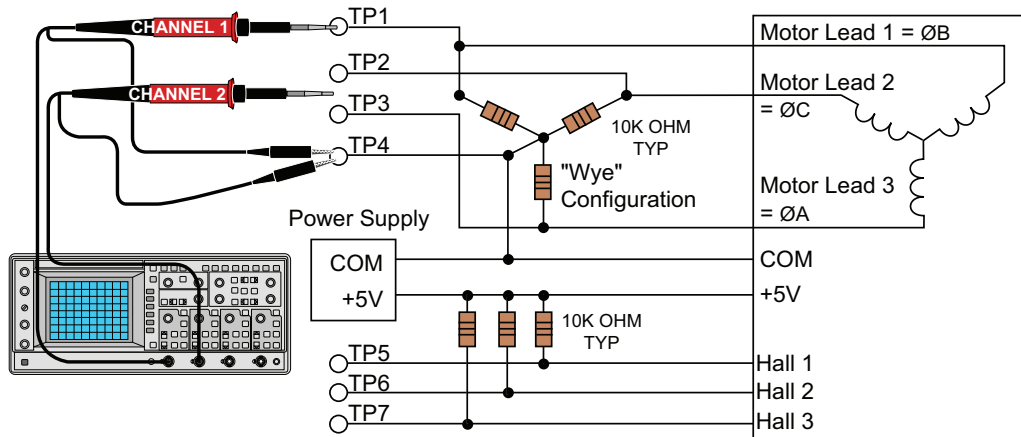 CHANNEL 1
TP1
Motor Lead 1 = ØB
TP2
Motor Lead 2
= ØC
CHANNEL 2
TP3
10K OHM
TYP
TP4
"Wye"
Configuration
Motor Lead 3
= ØA
Power Supply
COM
COM
+5V
+5V
10K OHM
TYP
TP5
Hall 1
TP6
Hall 2
TP7
Hall 3